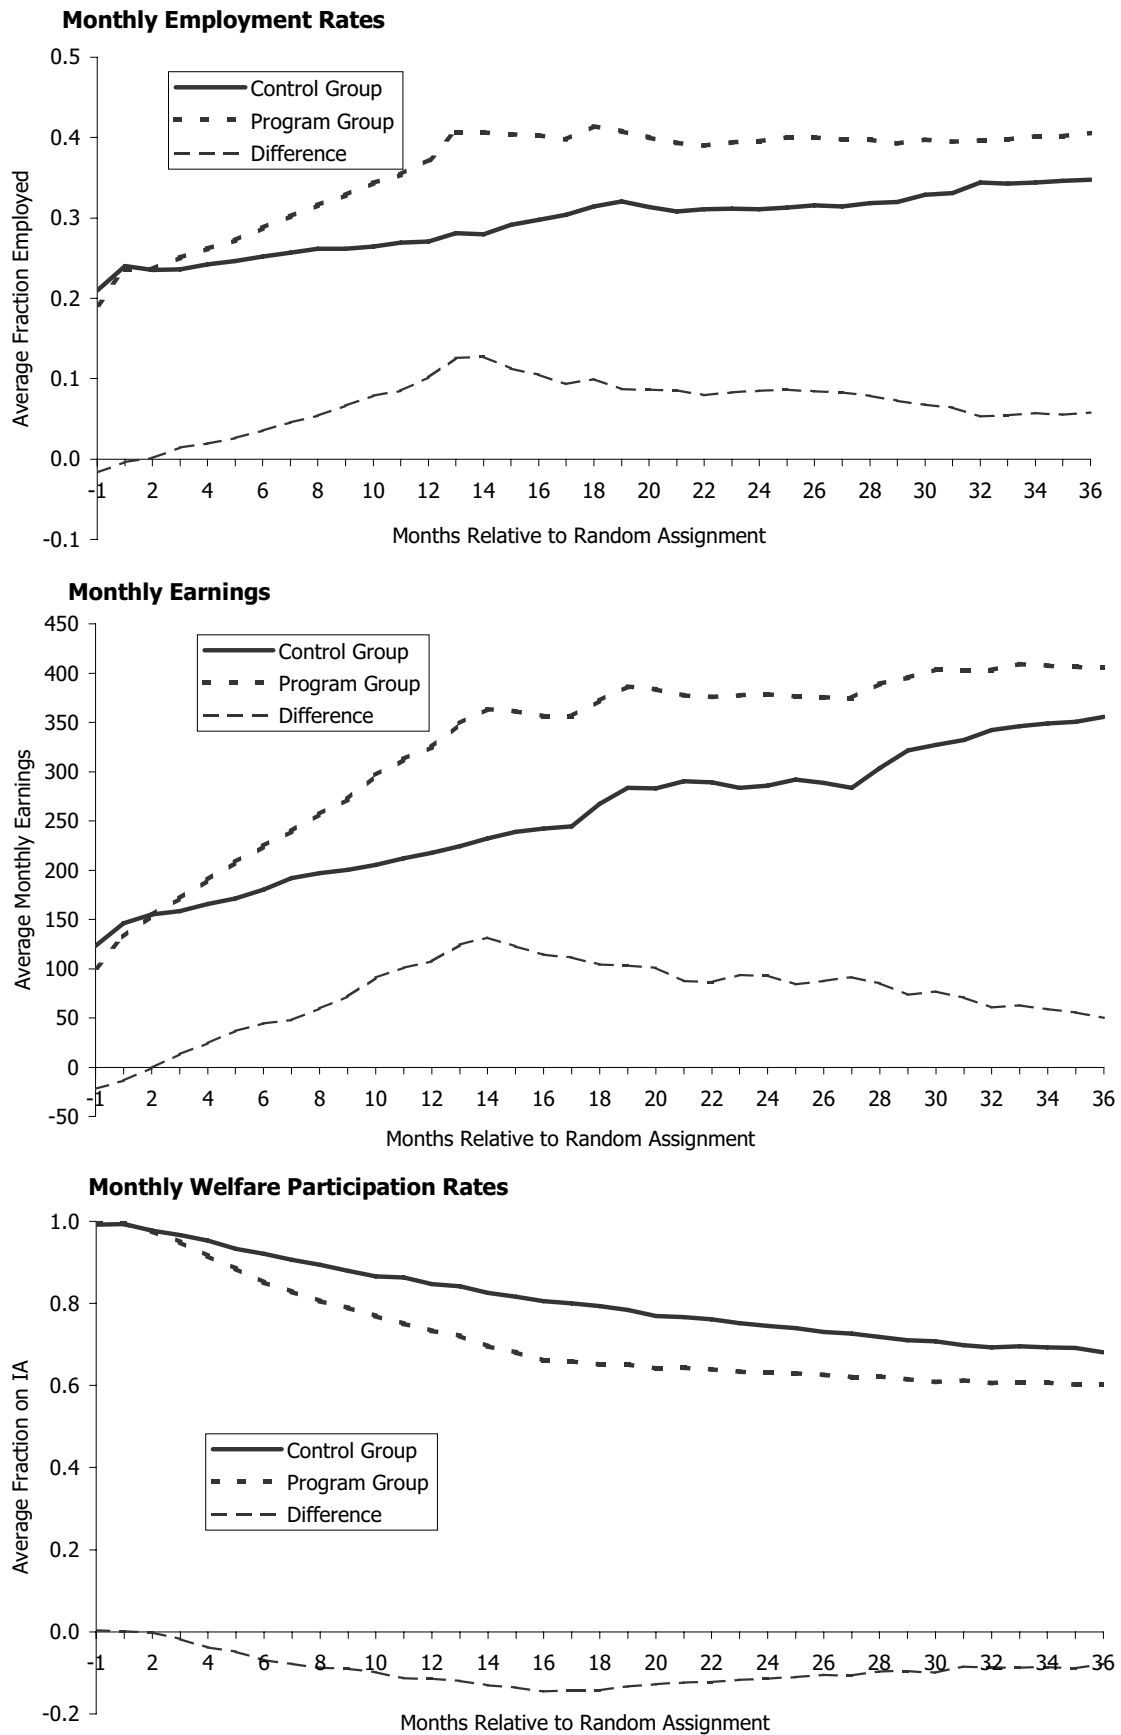 Monthly Employment Rates
0.5
0.4
0.3
0.2
0.1
0.0
-0.1
Average Fraction Employed
Control Group
Program Group
Difference
-1 2 4 6 8 10 12 14 16 18 20 22 24 26 28 30 32 34 36
Months Relative to Random Assignment
Monthly Earnings
450
400
350
300
250
200
150
100
50
0
-50
Average Monthly Earnings
Control Group
Program Group
Difference
-1 2 4 6 8 10 12 14 16 18 20 22 24 26 28 30 32 34 36
Months Relative to Random Assignment
Monthly Welfare Participation Rates
1.0
0.8
0.6
0.4
0.2
0.0
-0.2
Average Fraction on IA
Control Group
Program Group
Difference
-1 2 4 6 8 10 12 14 16 18 20 22 24 26 28 30 32 34 36
Months Relative to Random Assignment